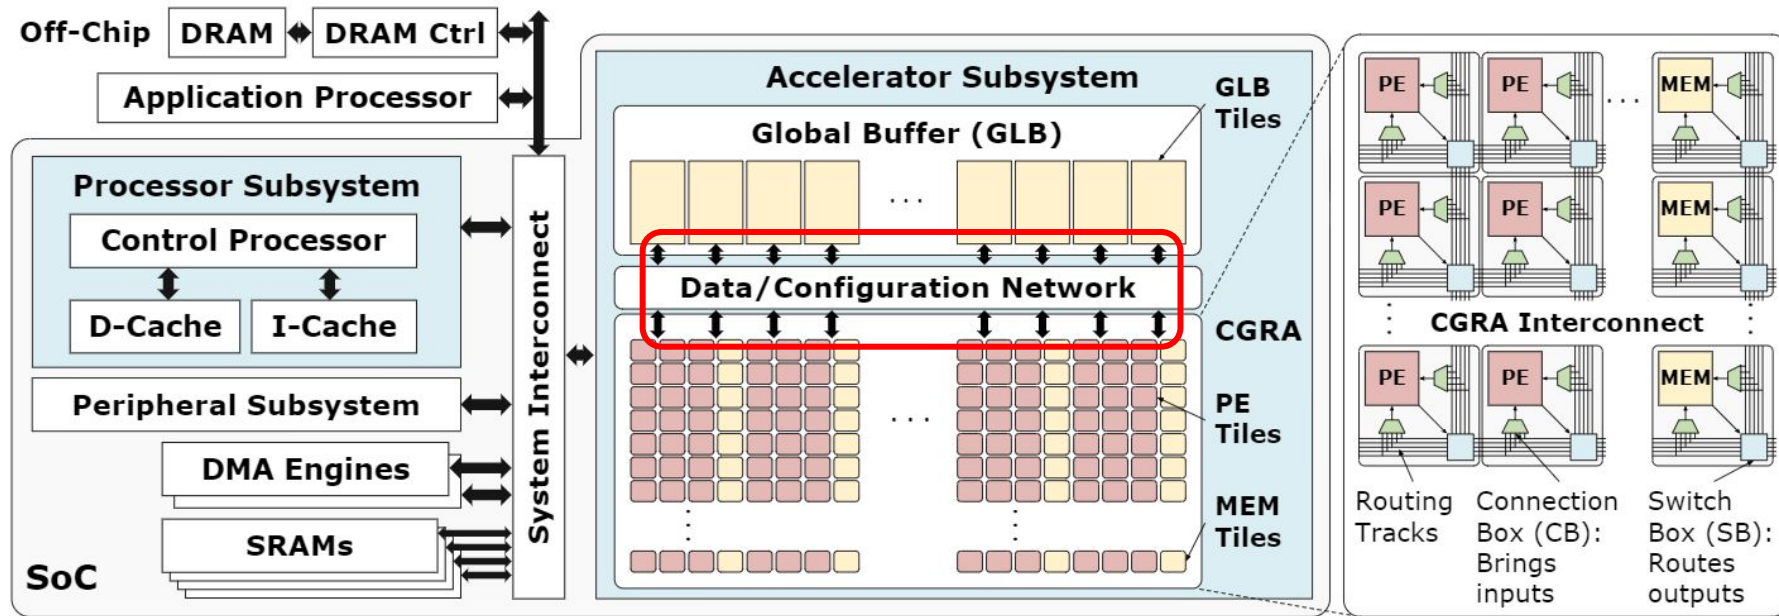 Off-Chip
DRAM
DRAM Ctrl
Application Processor
SoC
Processor Subsystem
Control Processor
D-Cache
I-Cache
Peripheral Subsystem
DMA Engines
SRAMs
System Interconnect
Accelerator Subsystem
Global Buffer (GLB)
. . .
GLB
Tiles
Data/Configuration Network
CGRA
. . .
PE
Tiles
MEM
Tiles
PE
PE
. . .
MEM
PE
PE
MEM
CGRA Interconnect
PE
PE
MEM
Routing
Tracks
Connection
Box (CB):
Brings
inputs
Switch
Box (SB):
Routes
outputs